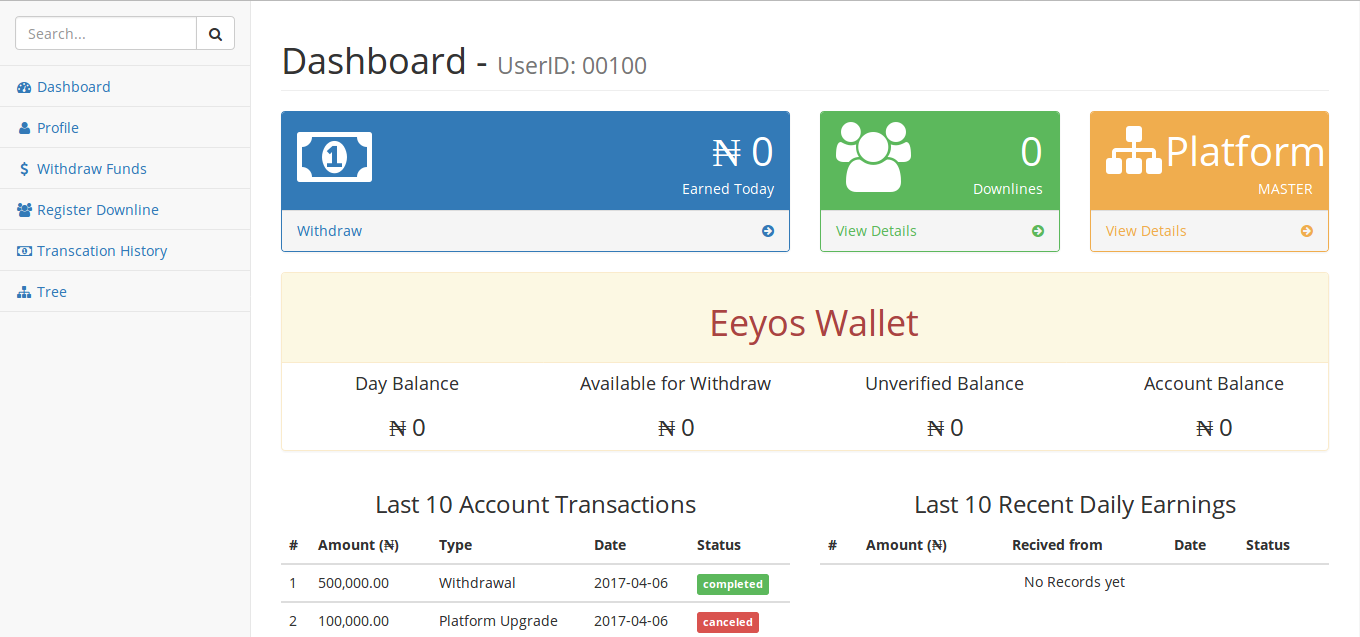 Search...
Dashboard
Profile
Withdraw Funds
Register Downline
Transcation History
Tree
Dashboard - UserID: 00100
1
₦ 0
Earned Today
Withdraw
0
Downlines
View Details
Platform
MASTER
View Details
Eeyos Wallet
Day Balance Available for Withdraw Unverified Balance Account Balance
₦ 0 ₦ 0 ₦ 0 ₦ 0
Last 10 Account Transactions
# Amount (₦) Type Date Status
1 500,000.00 Withdrawal 2017-04-06 completed
2 100,000.00 Platform Upgrade 2017-04-06 canceled
Last 10 Recent Daily Earnings
# Amount (₦) Recived from Date Status
No Records yet